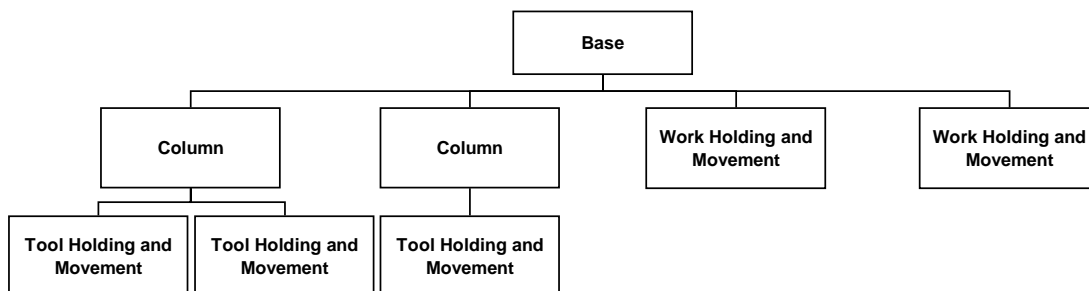 Base
Column
Column
Work Holding and
Movement
Work Holding and
Movement
Tool Holding and
Movement
Tool Holding and
Movement
Tool Holding and
Movement